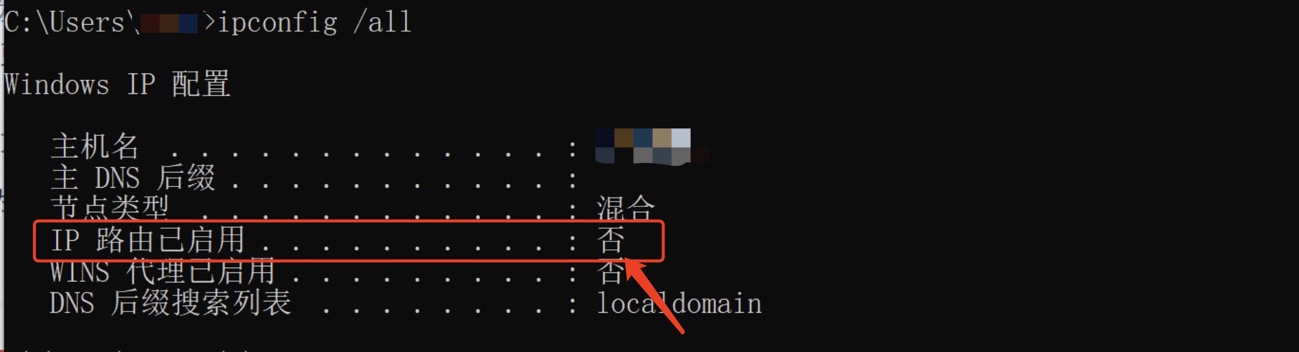 C:\Users\ >ipconfig /all
Windows IP 配置
主机名 . . . . . . . . . . . . . :
主 DNS 后缀 . . . . . . . . . . . :
节点类型 . . . . . . . . . . . . : 混合
IP 路由已启用 . . . . . . . . . . : 否
WINS 代理已启用 . . . . . . . . . : 否
DNS 后缀搜索列表 . . . . . . . . : localdomain